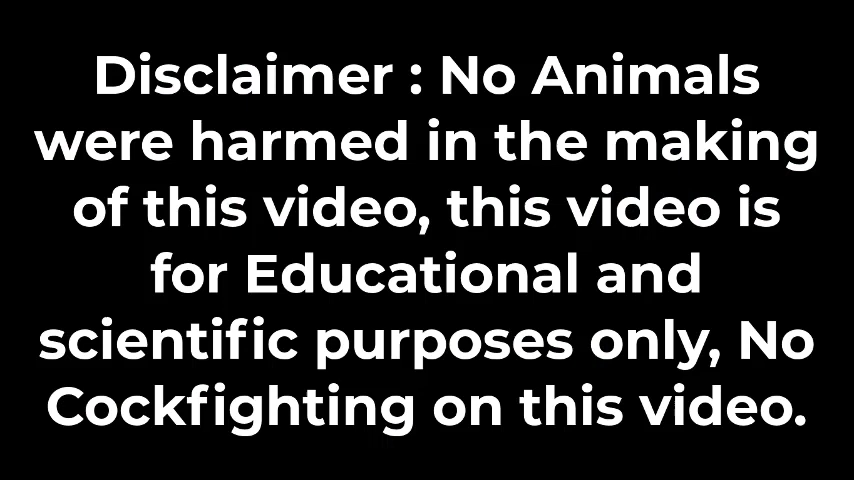 Disclaimer : No Animals
were harmed in the making
of this video, this video is
for Educational and
scientific purposes only, No
Cockfighting on this video.